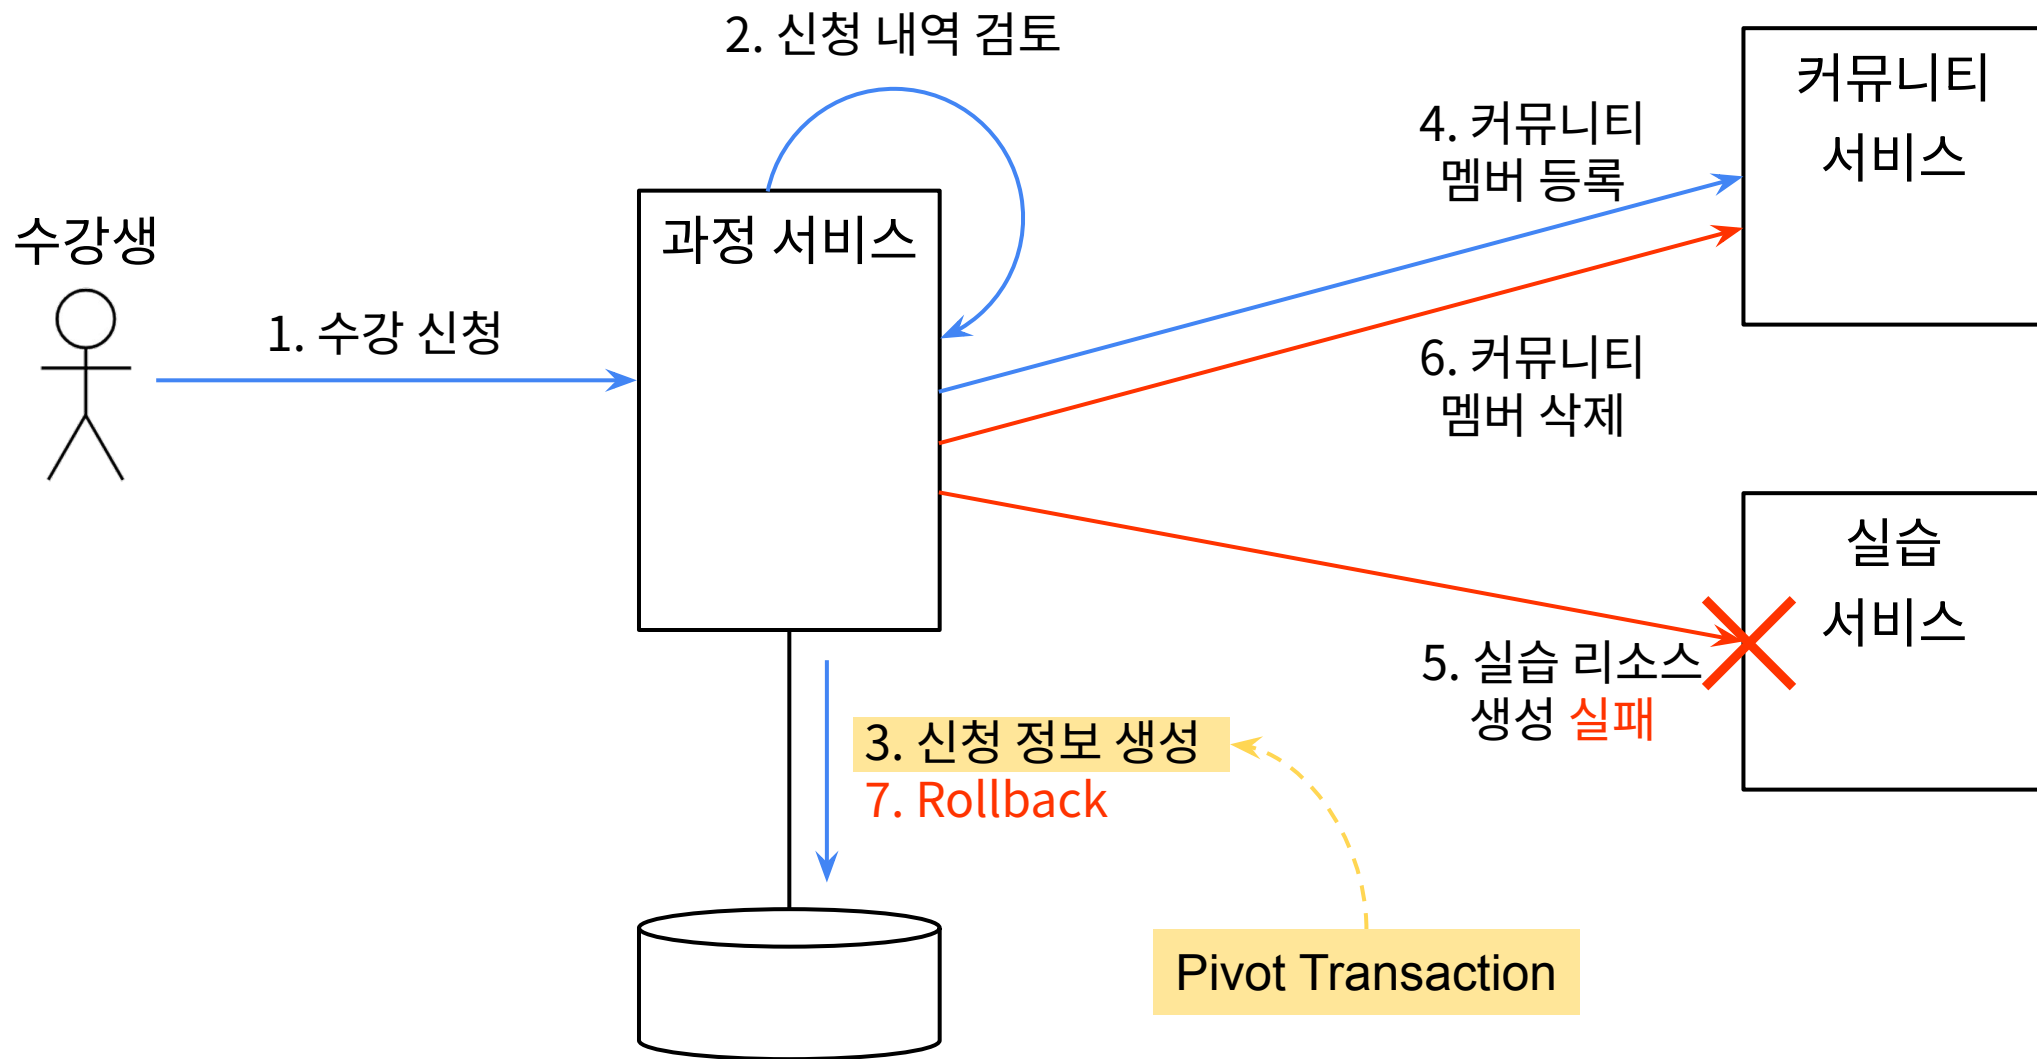 2. 신청 내역 검토
수강생
1. 수강 신청
과정 서비스
4. 커뮤니티
멤버 등록
커뮤니티
서비스
6. 커뮤니티
멤버 삭제
실습
서비스
5. 실습 리소스
생성 실패
3. 신청 정보 생성
7. Rollback
Pivot Transaction